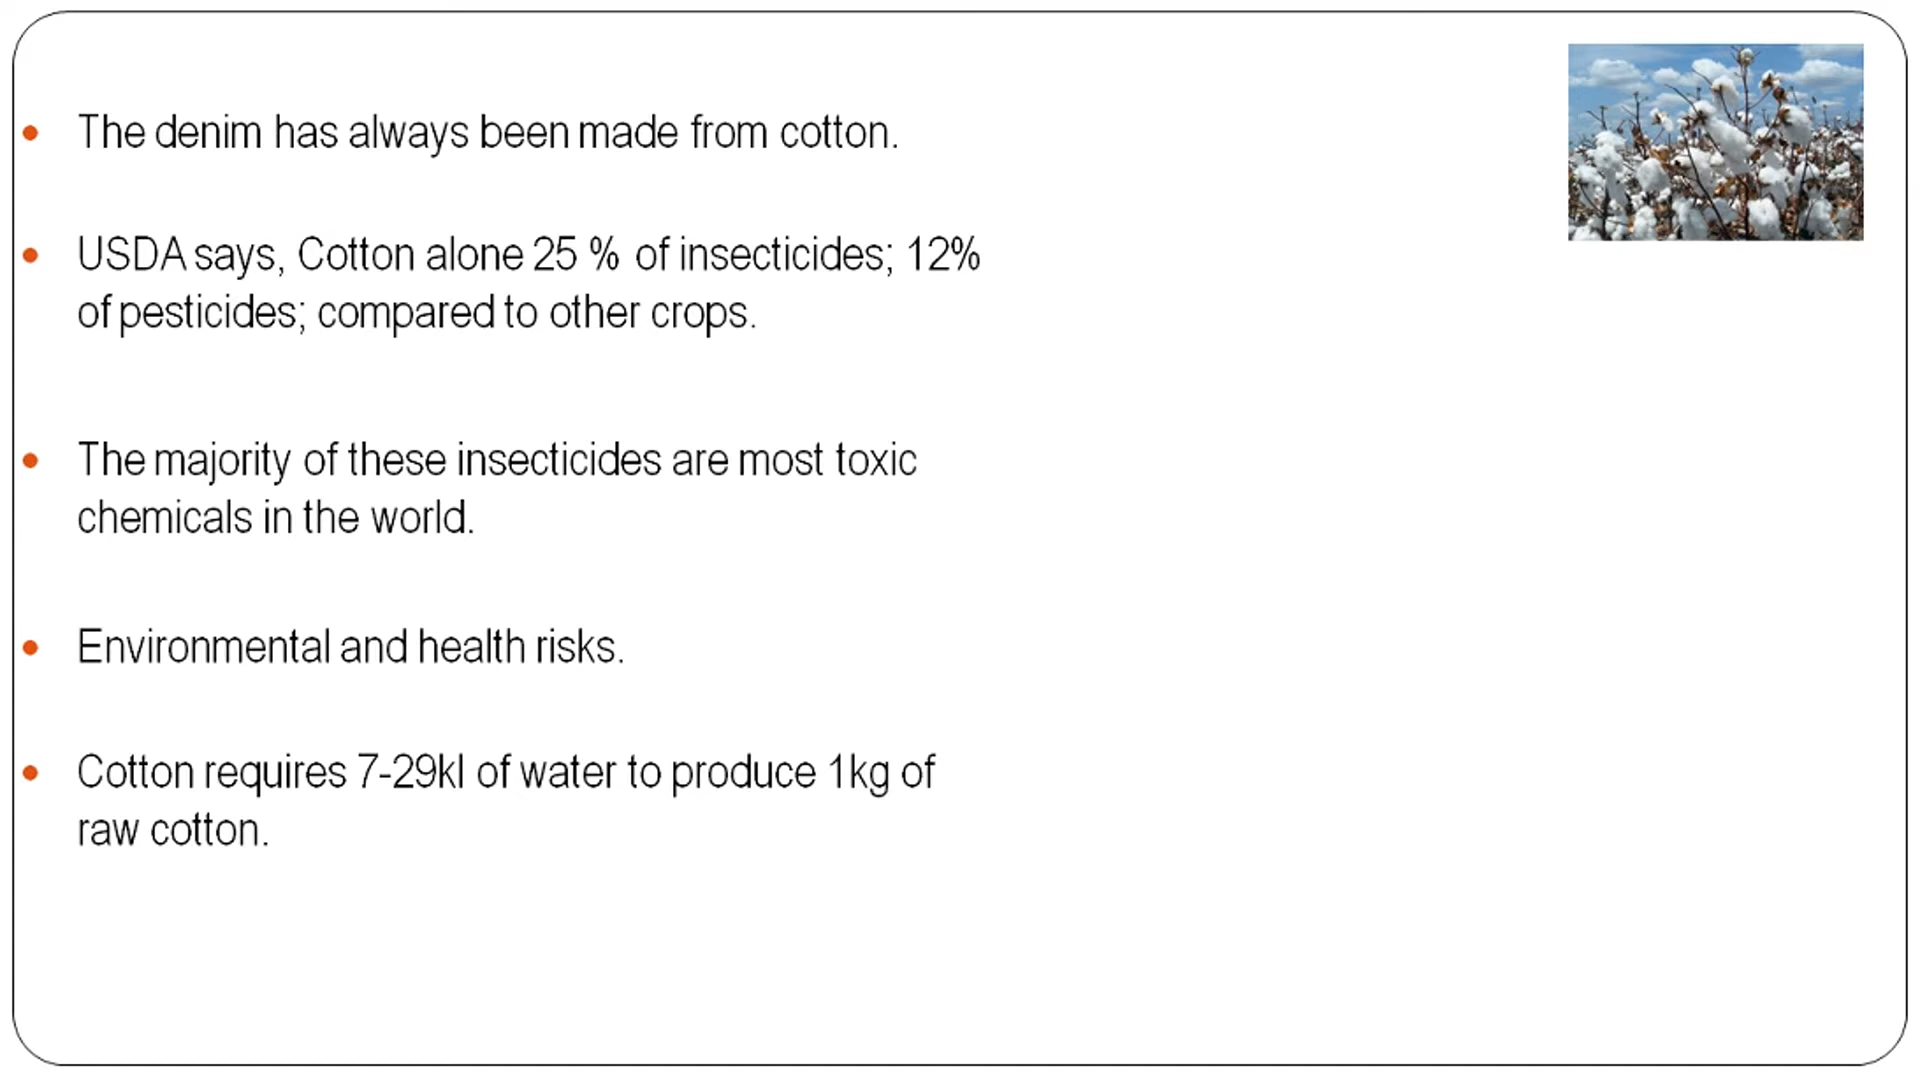 The denim has always been made from cotton.
USDA says, Cotton alone 25 % of insecticides; 12%
of pesticides; compared to other crops.
The majority of these insecticides are most toxic
chemicals in the world.
Environmental and health risks.
Cotton requires 7-29kl of water to produce 1kg of
raw cotton.